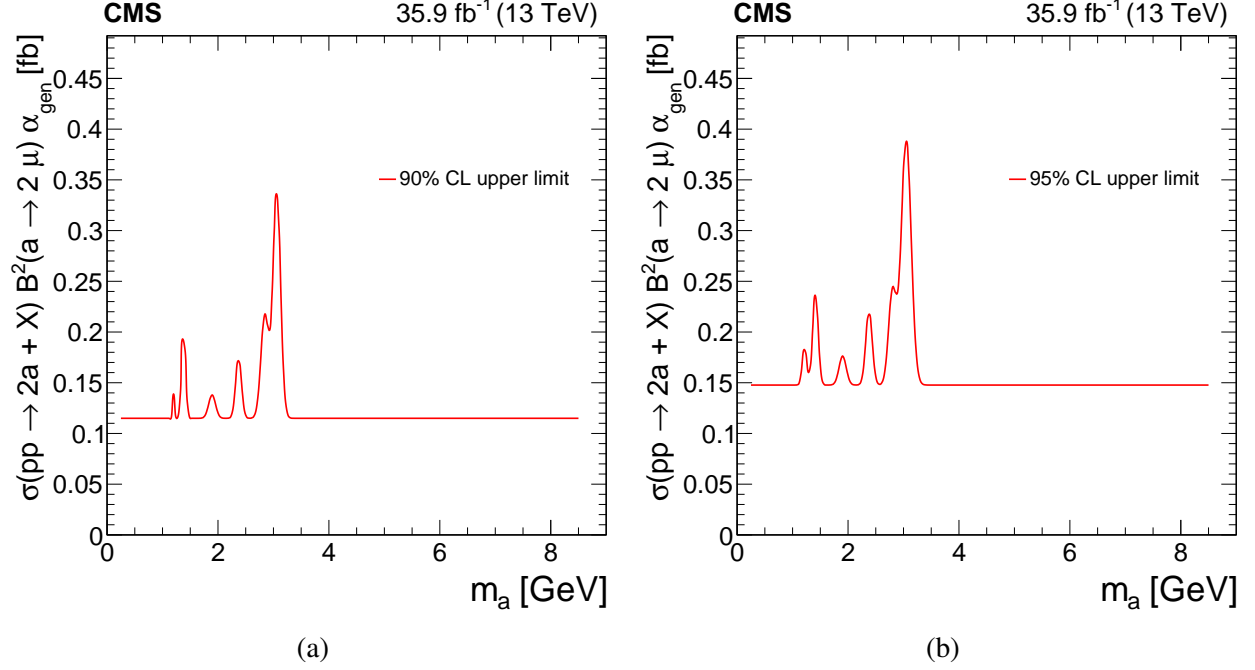 CMS 35.9 fb⁻¹ (13 TeV)
σ(pp → 2a + X) B²(a → 2 μ) α_gen [fb]
0.45
0.4
0.35
0.3
0.25
0.2
0.15
0.1
0.05
0
90% CL upper limit
0 2 4 6 8
m_a [GeV]
(a)
CMS 35.9 fb⁻¹ (13 TeV)
σ(pp → 2a + X) B²(a → 2 μ) α_gen [fb]
0.45
0.4
0.35
0.3
0.25
0.2
0.15
0.1
0.05
0
95% CL upper limit
0 2 4 6 8
m_a [GeV]
(b)